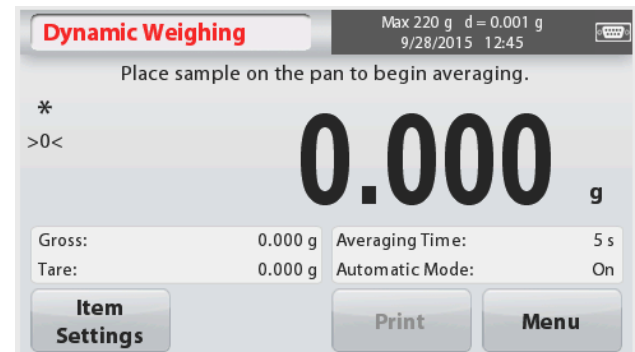 Dynamic Weighing
Max 220 g d = 0.001 g
9/28/2015 12:45
Place sample on the pan to begin averaging.
*
>0<
0.000 g
Gross: 0.000 g
Tare: 0.000 g
Averaging Time: 5 s
Automatic Mode: On
Item
Settings
Print
Menu